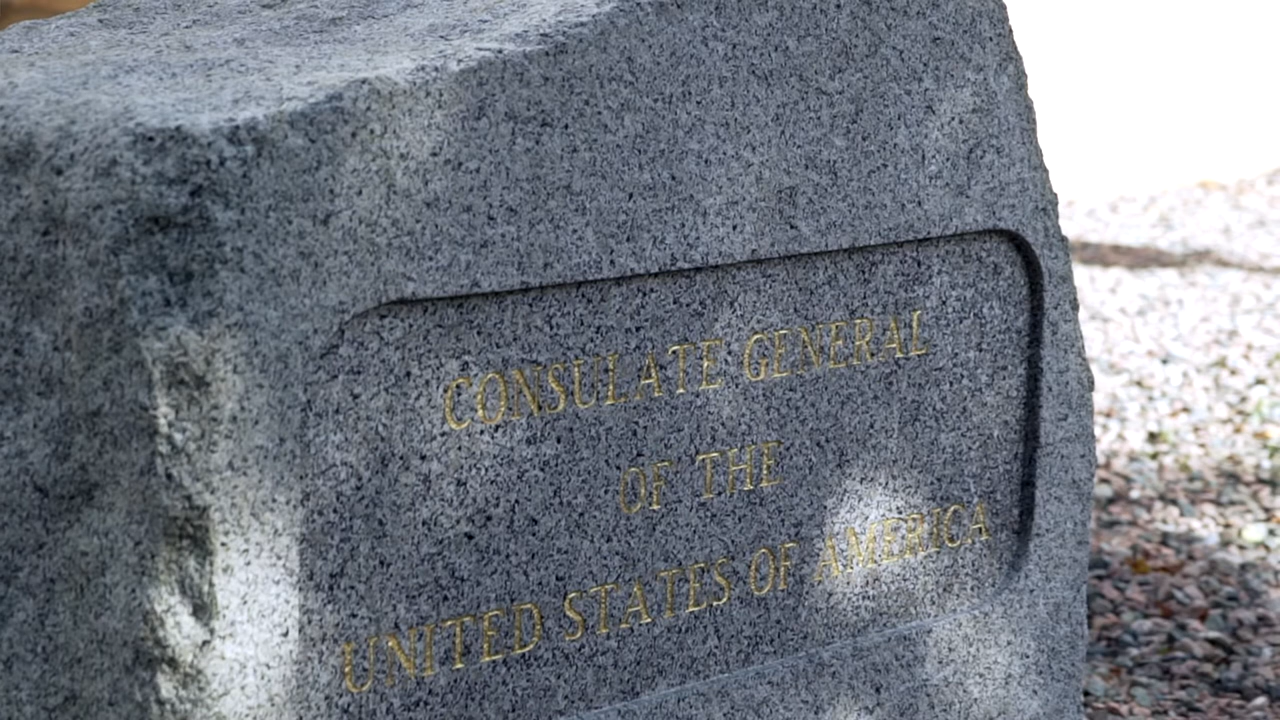 CONSULATE GENERAL
OF THE
UNITED STATES OF AMERICA